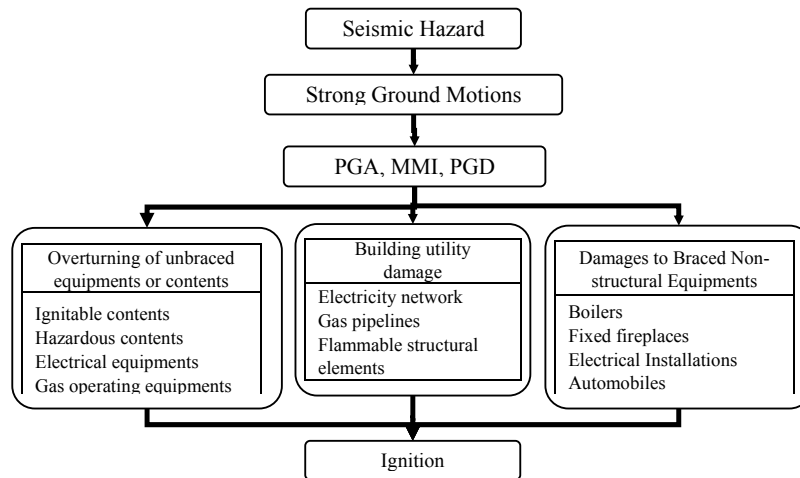 Seismic Hazard
Strong Ground Motions
PGA, MMI, PGD
Overturning of unbraced
equipments or contents
Ignitable contents
Hazardous contents
Electrical equipments
Gas operating equipments
Building utility
damage
Electricity network
Gas pipelines
Flammable structural
elements
Damages to Braced Non-
structural Equipments
Boilers
Fixed fireplaces
Electrical Installations
Automobiles
Ignition